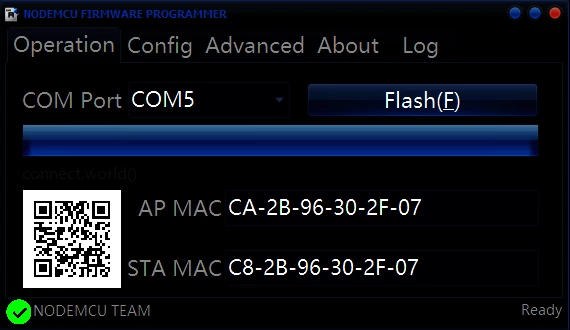 NODEMCU FIRMWARE PROGRAMMER
Operation Config Advanced About Log
COM Port COM5 Flash(F)
connect.world()
AP MAC CA-2B-96-30-2F-07
STA MAC C8-2B-96-30-2F-07
NODEMCU TEAM Ready